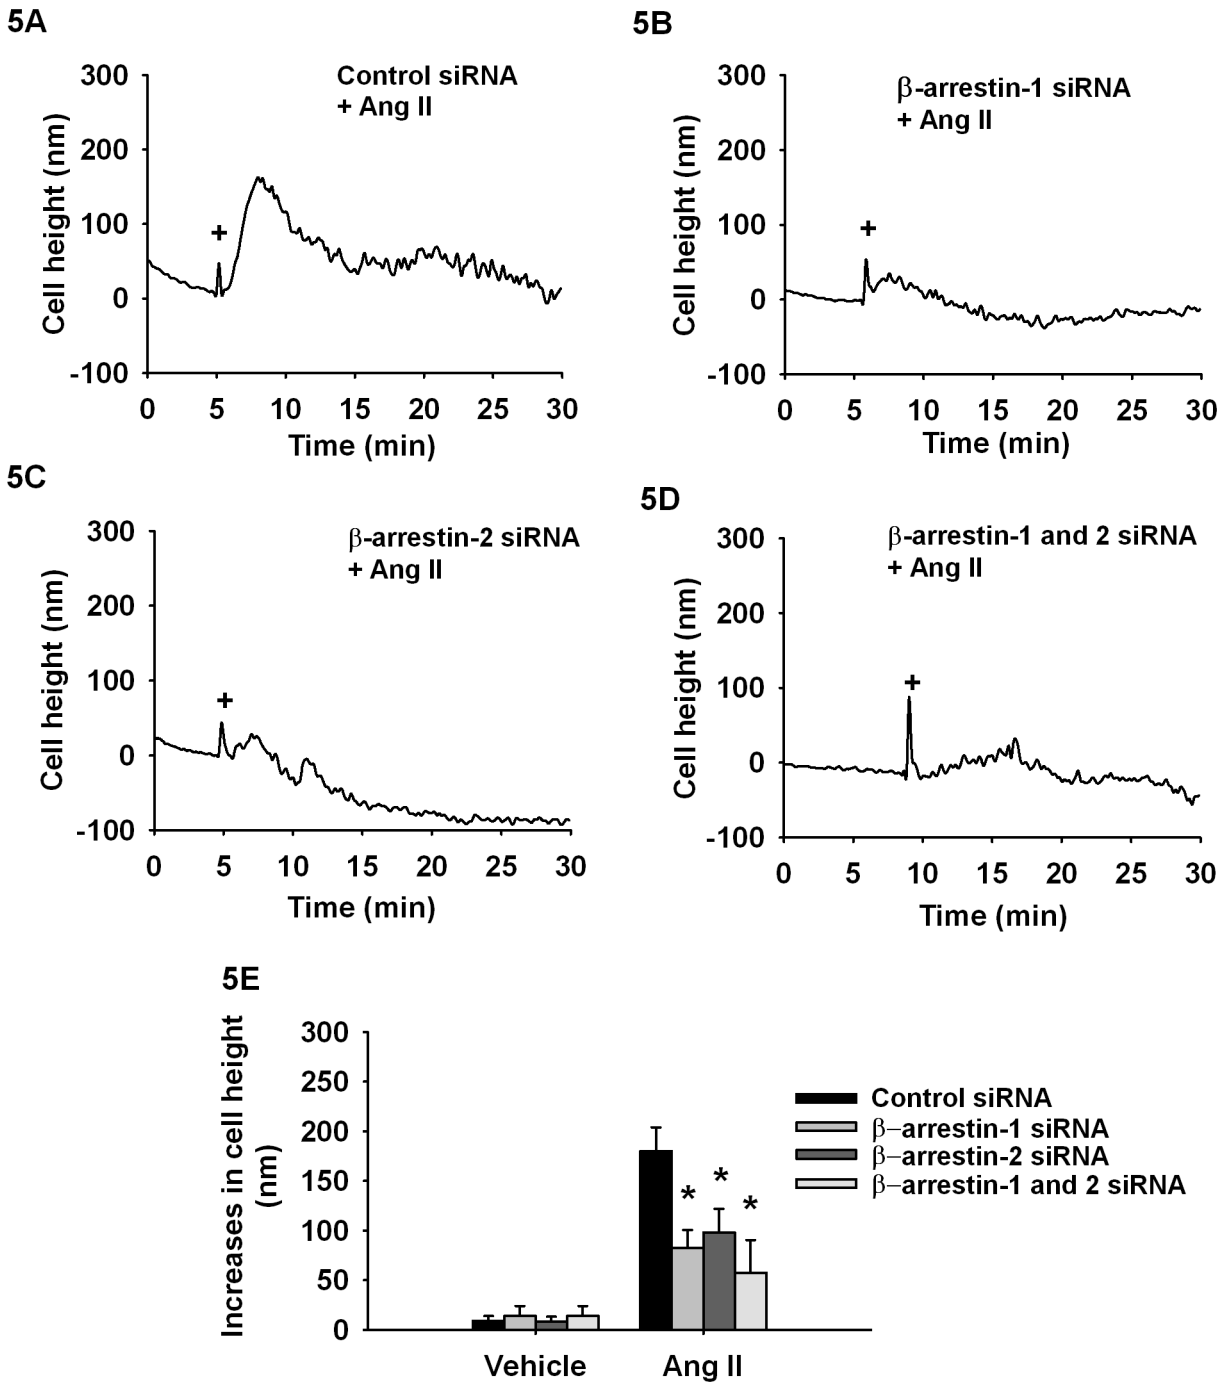 5A
Control siRNA
+ Ang II
300
200
100
0
-100
Cell height (nm)
+
0 5 10 15 20 25 30
Time (min)
5B
β-arrestin-1 siRNA
+ Ang II
300
200
100
0
-100
Cell height (nm)
+
0 5 10 15 20 25 30
Time (min)
5C
β-arrestin-2 siRNA
+ Ang II
300
200
100
0
-100
Cell height (nm)
+
0 5 10 15 20 25 30
Time (min)
5D
β-arrestin-1 and 2 siRNA
+ Ang II
300
200
100
0
-100
Cell height (nm)
+
0 5 10 15 20 25 30
Time (min)
5E
Increases in cell height
(nm)
300
250
200
150
100
50
0
* * *
Vehicle Ang II
Control siRNA
β−arrestin-1 siRNA
β−arrestin-2 siRNA
β−arrestin-1 and 2 siRNA